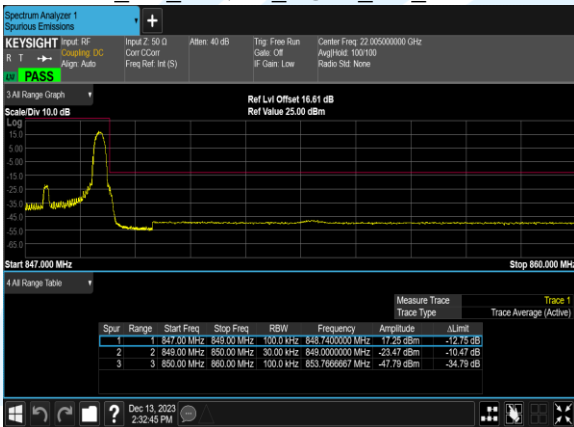 Spectrum Analyzer 1
Spurious Emissions
+
KEYSIGHT Input: RF Input Z: 50 Ω Atten: 40 dB Trig: Free Run Center Freq: 22.005000000 GHz
R T Coupling: DC Corr CCorr Gate: Off Avg|Hold: 100/100
Align: Auto Freq Ref: Int (S) IF Gain: Low Radio Std: None
LW PASS
3 All Range Graph
Ref Lvl Offset 16.61 dB
Scale/Div 10.0 dB Ref Value 25.00 dBm
Log
15.0
5.00
-5.00
-15.0
-25.0
-35.0
-45.0
-55.0
-65.0
Start 847.000 MHz Stop 860.000 MHz
4 All Range Table
Measure Trace Trace 1
Trace Type Trace Average (Active)
Spur Range Start Freq Stop Freq RBW Frequency Amplitude ΔLimit
1 1 847.00 MHz 849.00 MHz 100.0 kHz 848.7400000 MHz 17.25 dBm -12.75 dB
2 2 849.00 MHz 850.00 MHz 30.00 kHz 849.0000000 MHz -23.47 dBm -10.47 dB
3 3 850.00 MHz 860.00 MHz 100.0 kHz 853.7666667 MHz -47.79 dBm -34.79 dB
? Dec 13, 2023
2:32:45 PM